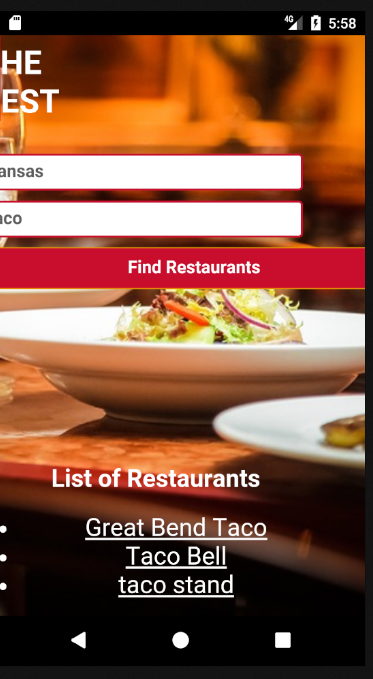 4G 5:58
HE
EST
ansas
aco
Find Restaurants
List of Restaurants
Great Bend Taco
Taco Bell
taco stand